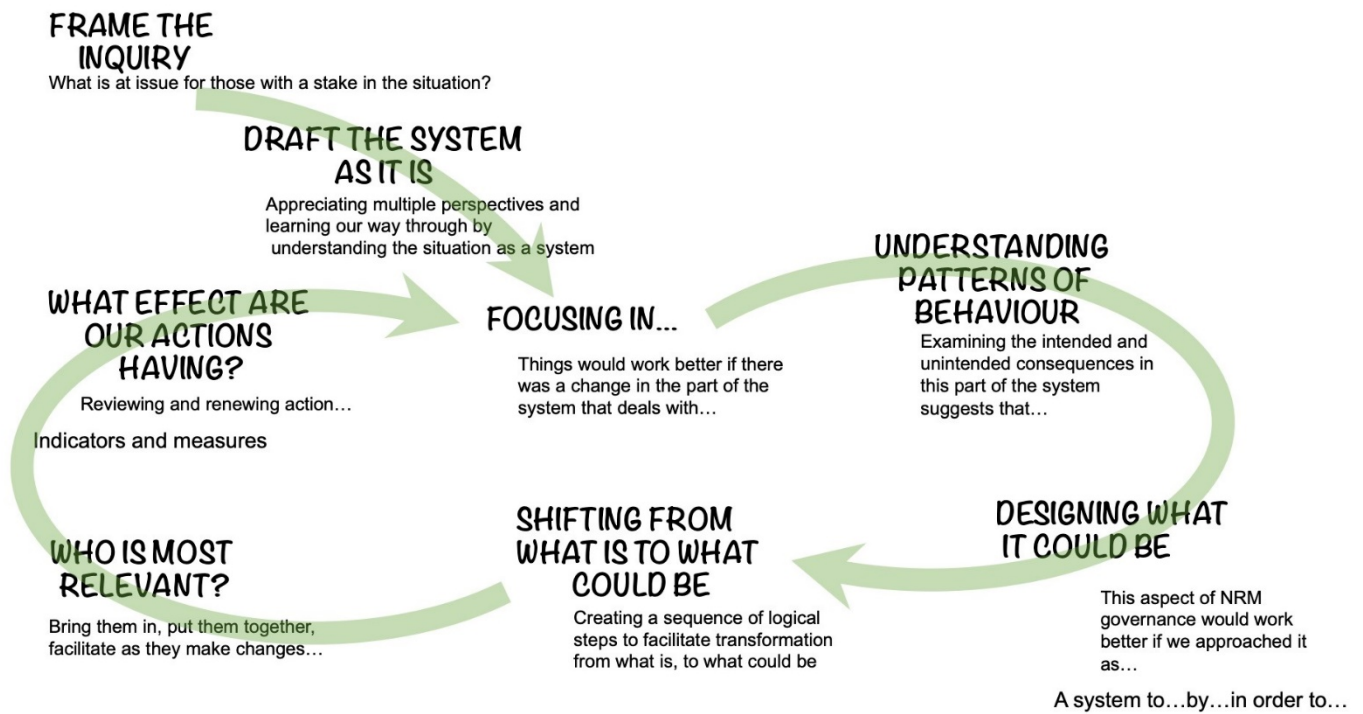 FRAME THE
INQUIRY
What is at issue for those with a stake in the situation?
DRAFT THE SYSTEM
AS IT IS
Appreciating multiple perspectives and
learning our way through by
understanding the situation as a system
FOCUSING IN...
Things would work better if there
was a change in the part of the
system that deals with…
UNDERSTANDING
PATTERNS OF
BEHAVIOUR
Examining the intended and
unintended consequences in
this part of the system
suggests that…
DESIGNING WHAT
IT COULD BE
This aspect of NRM
governance would work
better if we approached it
as…
A system to…by…in order to…
SHIFTING FROM
WHAT IS TO WHAT
COULD BE
Creating a sequence of logical
steps to facilitate transformation
from what is, to what could be
WHO IS MOST
RELEVANT?
Bring them in, put them together,
facilitate as they make changes…
WHAT EFFECT ARE
OUR ACTIONS
HAVING?
Reviewing and renewing action…
Indicators and measures